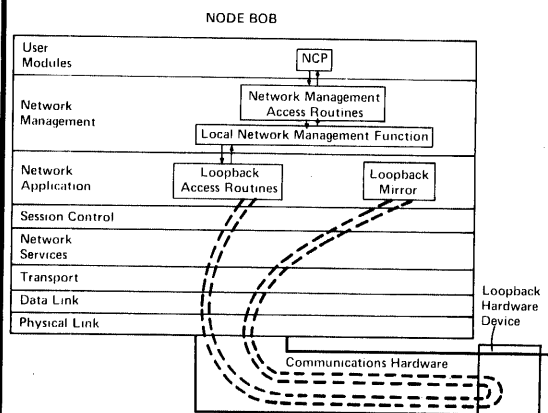 NODE BOB
User
Modules
NCP
Network
Management
Network Management
Access Routines
Local Network Management Function
Network
Application
Loopback
Access Routines
Loopback
Mirror
Session Control
Network
Services
Transport
Data Link
Physical Link
Loopback
Hardware
Device
Communications Hardware